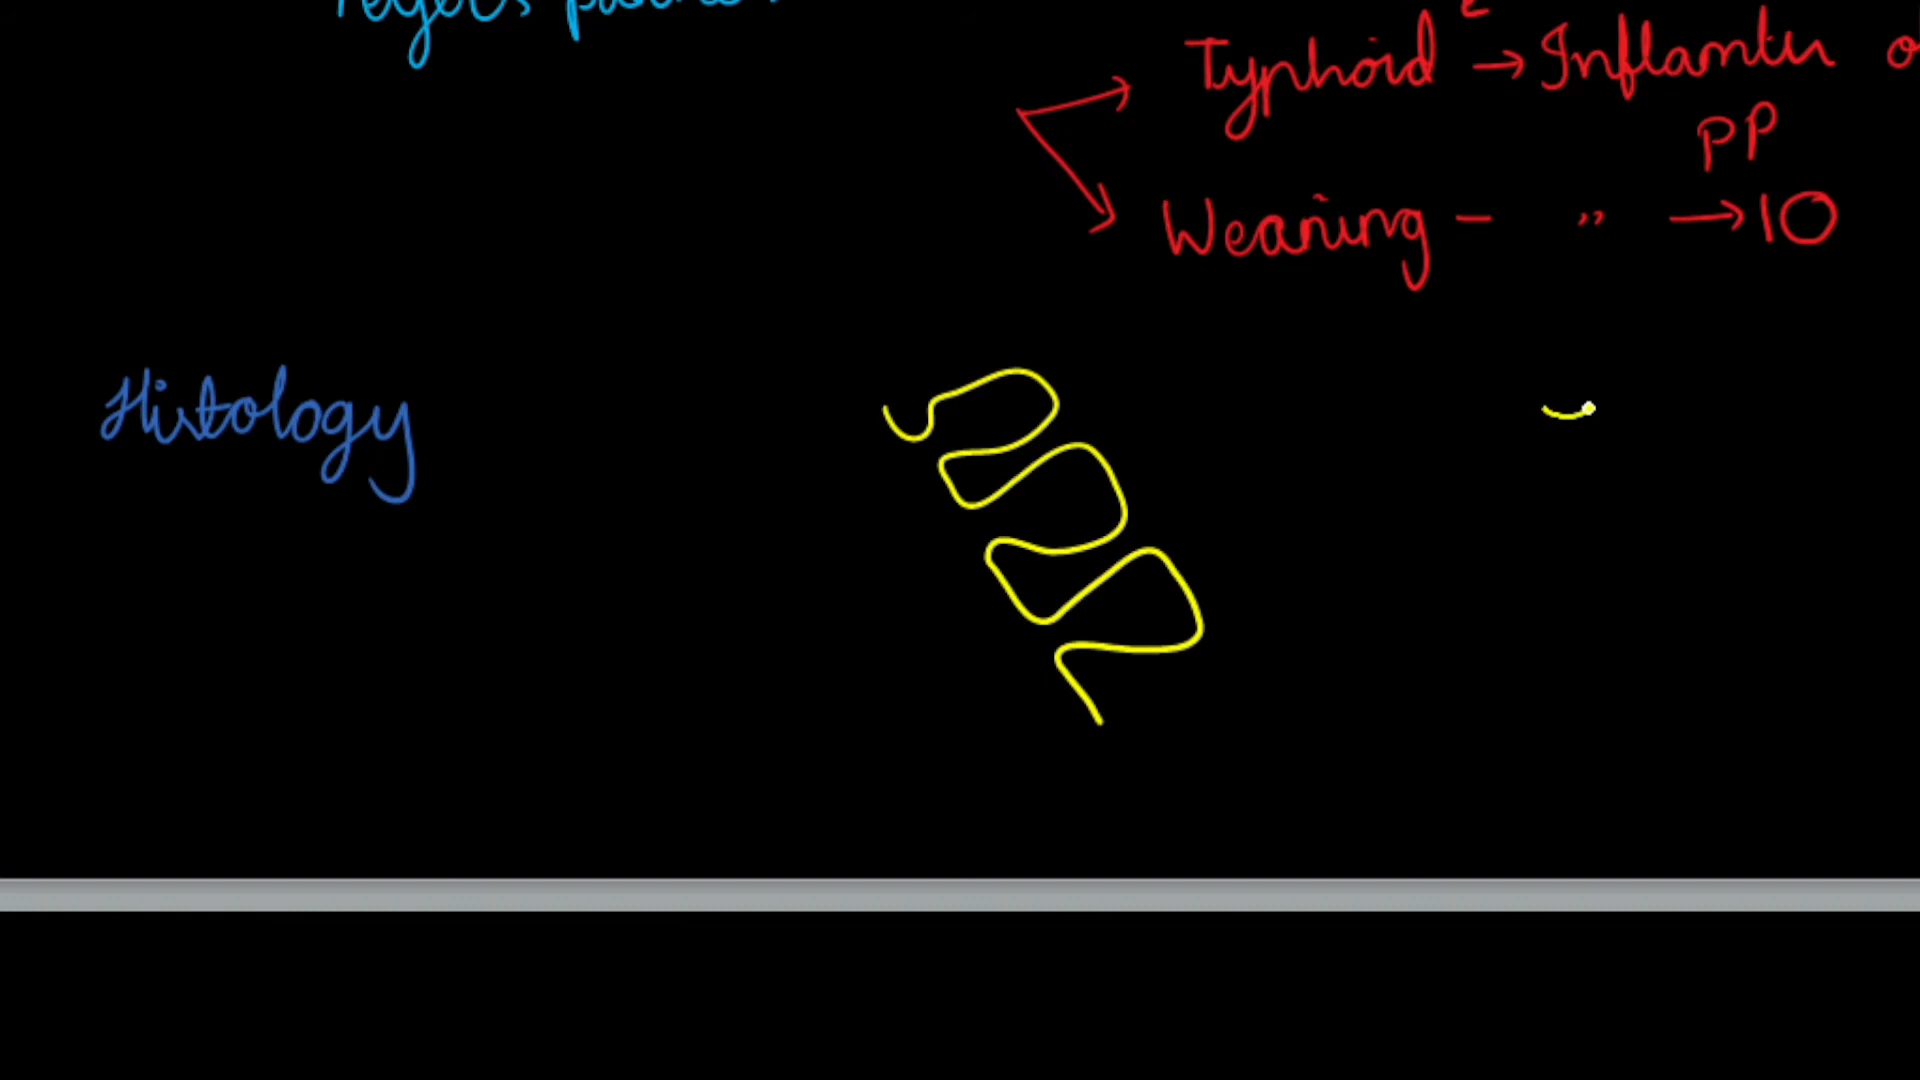 Typhoid → Inflamtn
PP
Weaning - " → IO
Histology